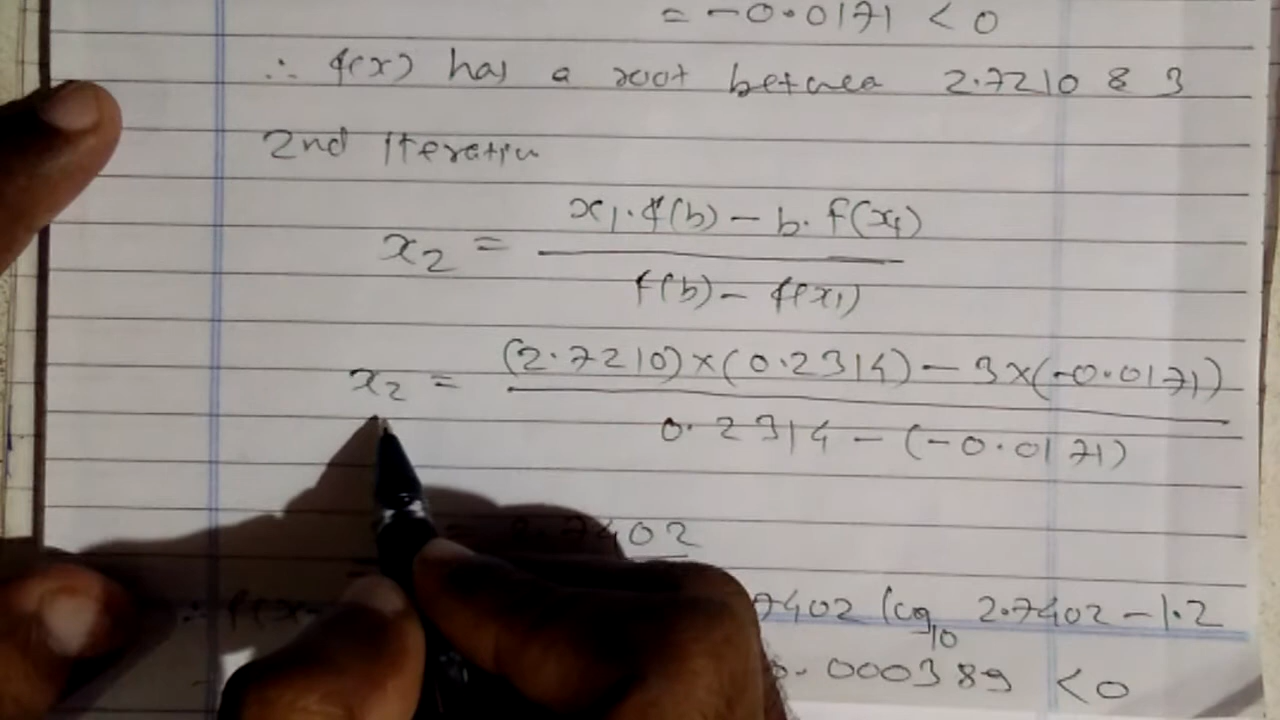 = -0.0171 < 0
∴ f(x) has a root between 2.7210 & 3
2nd Iteration
x₂ = (x₁.f(b) - b.f(x₁)) / (f(b) - f(x₁))
x₂ = ((2.7210)×(0.2314) - 3×(-0.0171)) / (0.2314 - (-0.0171))
= 2.7402
∴ f(x 7402 log₁₀ 2.7402 - 1.2
0.000389 < 0